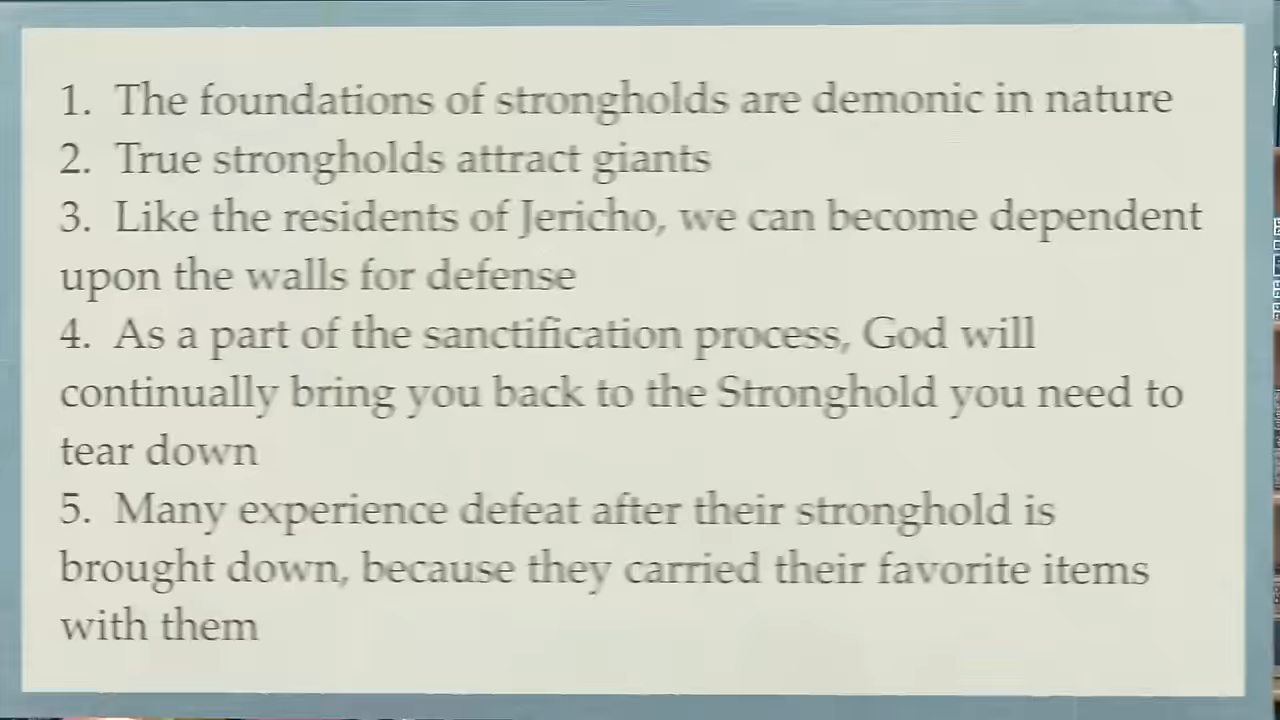 1. The foundations of strongholds are demonic in nature
2. True strongholds attract giants
3. Like the residents of Jericho, we can become dependent
upon the walls for defense
4. As a part of the sanctification process, God will
continually bring you back to the Stronghold you need to
tear down
5. Many experience defeat after their stronghold is
brought down, because they carried their favorite items
with them